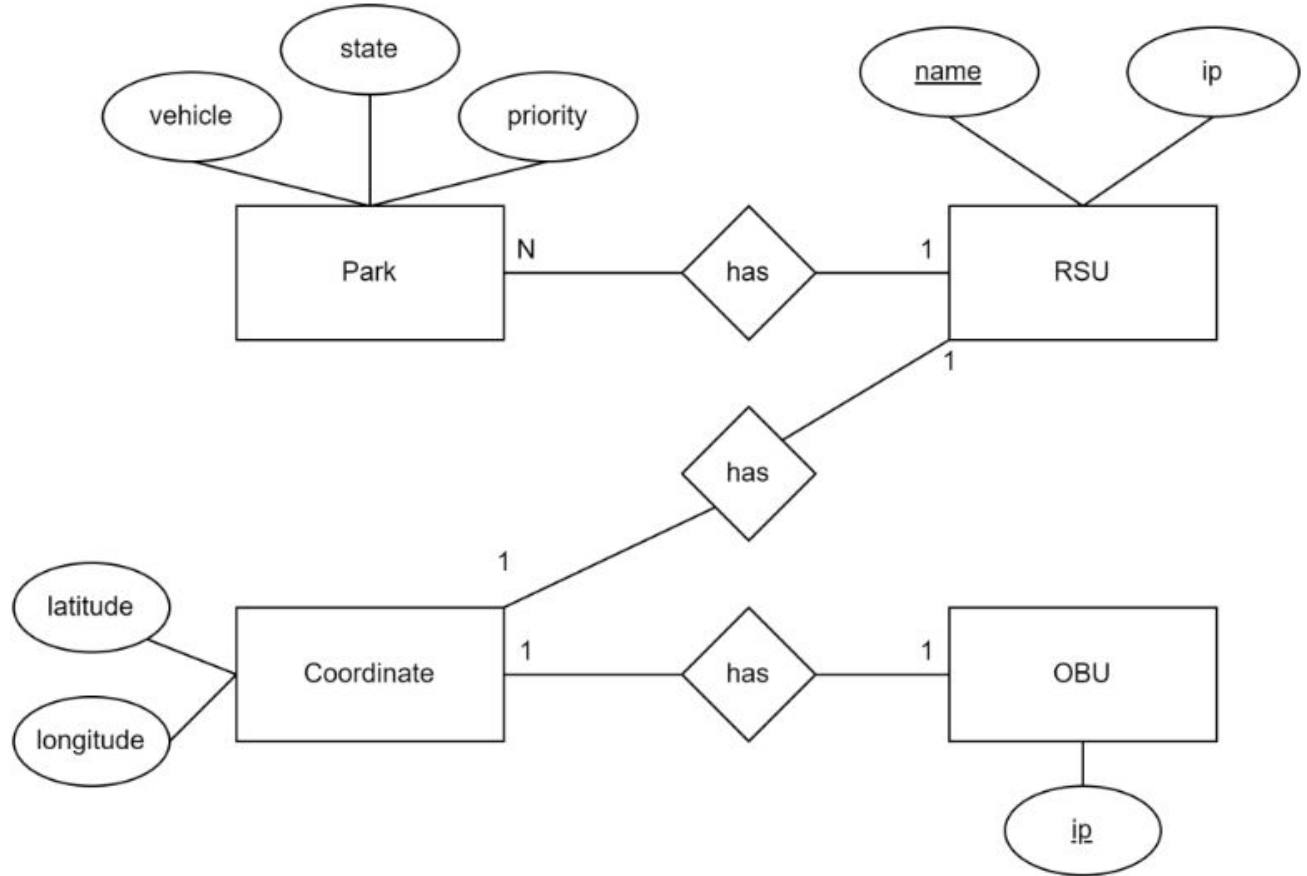 state
vehicle
priority
name
ip
Park
N
has
1
RSU
1
has
1
latitude
longitude
Coordinate
1
has
1
OBU
ip